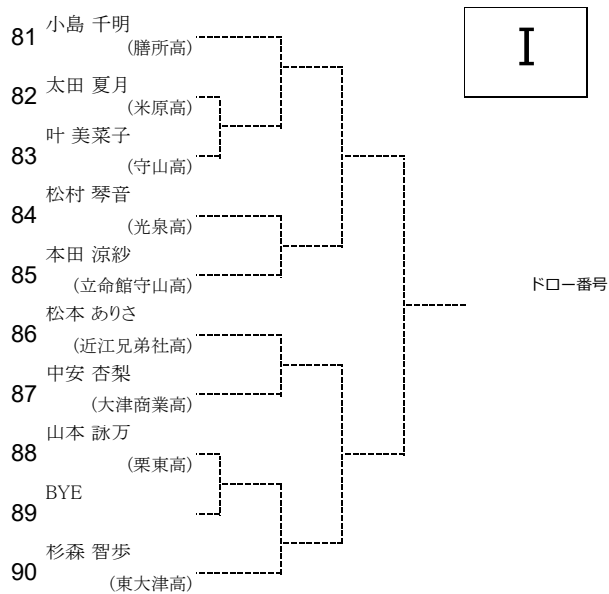 I
81 小島 千明
(膳所高)
82 太田 夏月
(米原高)
83 叶 美菜子
(守山高)
84 松村 琴音
(光泉高)
85 本田 涼紗
(立命館守山高)
ドロー番号
86 松本 ありさ
(近江兄弟社高)
87 中安 杏梨
(大津商業高)
88 山本 詠万
(栗東高)
89 BYE
90 杉森 智歩
(東大津高)